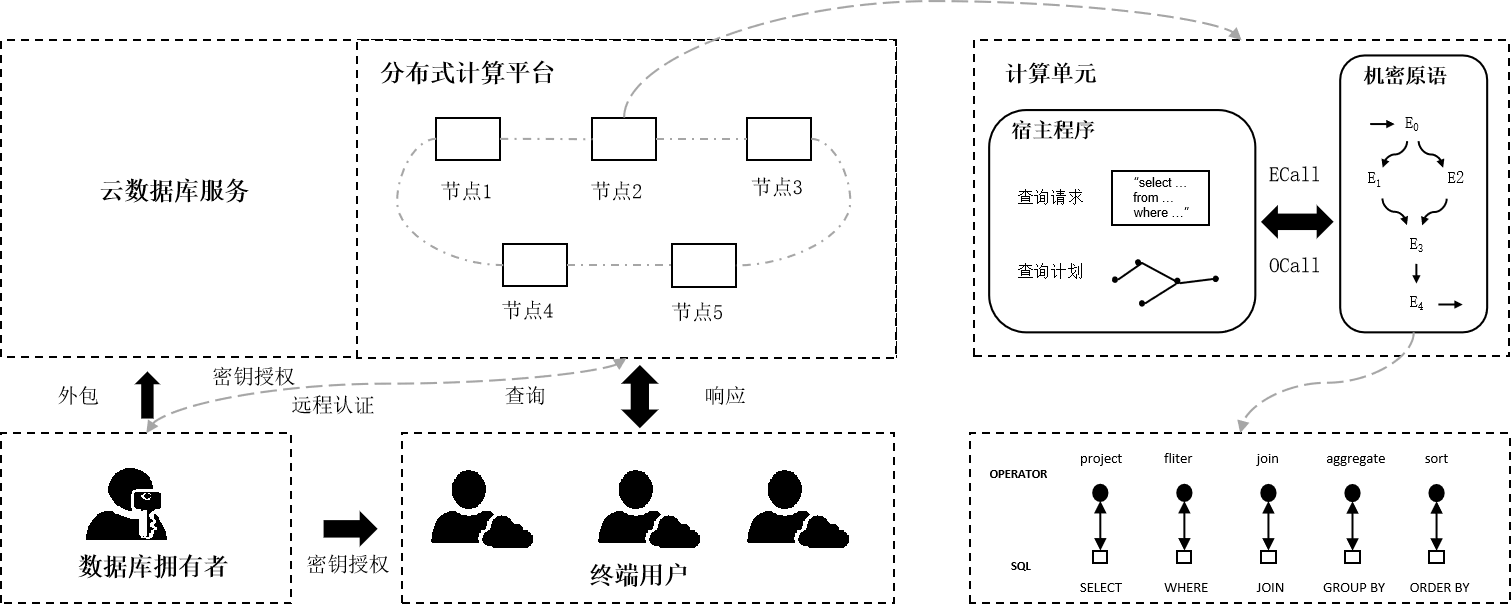 分布式计算平台
云数据库服务
节点1
节点2
节点3
节点4
节点5
外包
密钥授权
远程认证
查询
响应
数据库拥有者
密钥授权
终端用户
计算单元
宿主程序
查询请求
“select ...
from ...
where ...”
查询计划
ECall
OCall
机密原语
E0
E1
E2
E3
E4
OPERATOR
project
fliter
join
aggregate
sort
SQL
SELECT
WHERE
JOIN
GROUP BY
ORDER BY